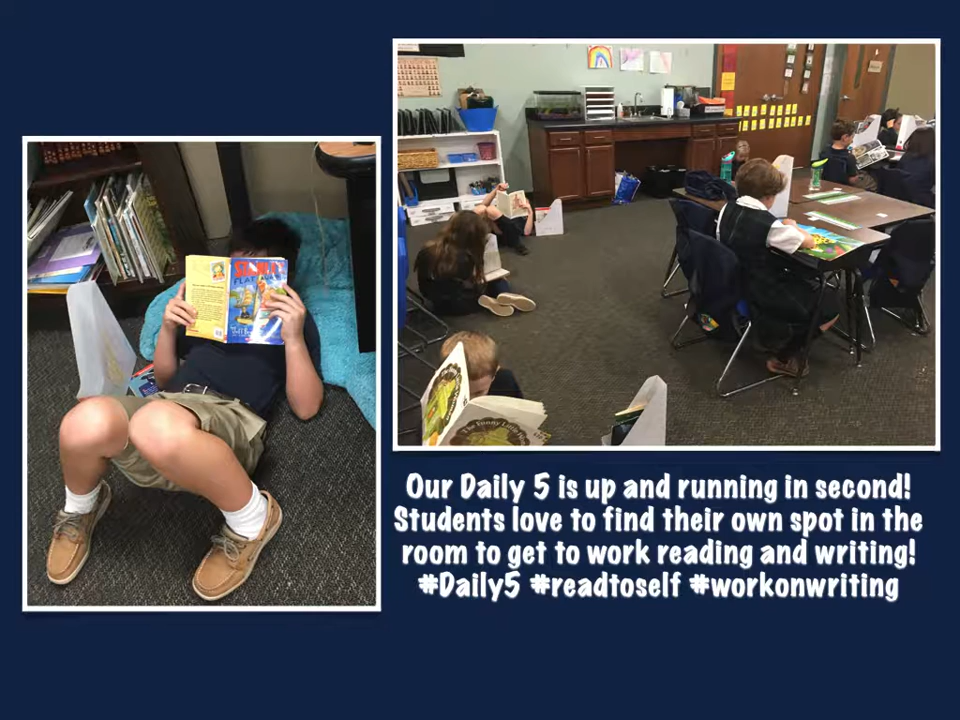 Our Daily 5 is up and running in second!
Students love to find their own spot in the
room to get to work reading and writing!
#Daily5 #readtoself #workonwriting